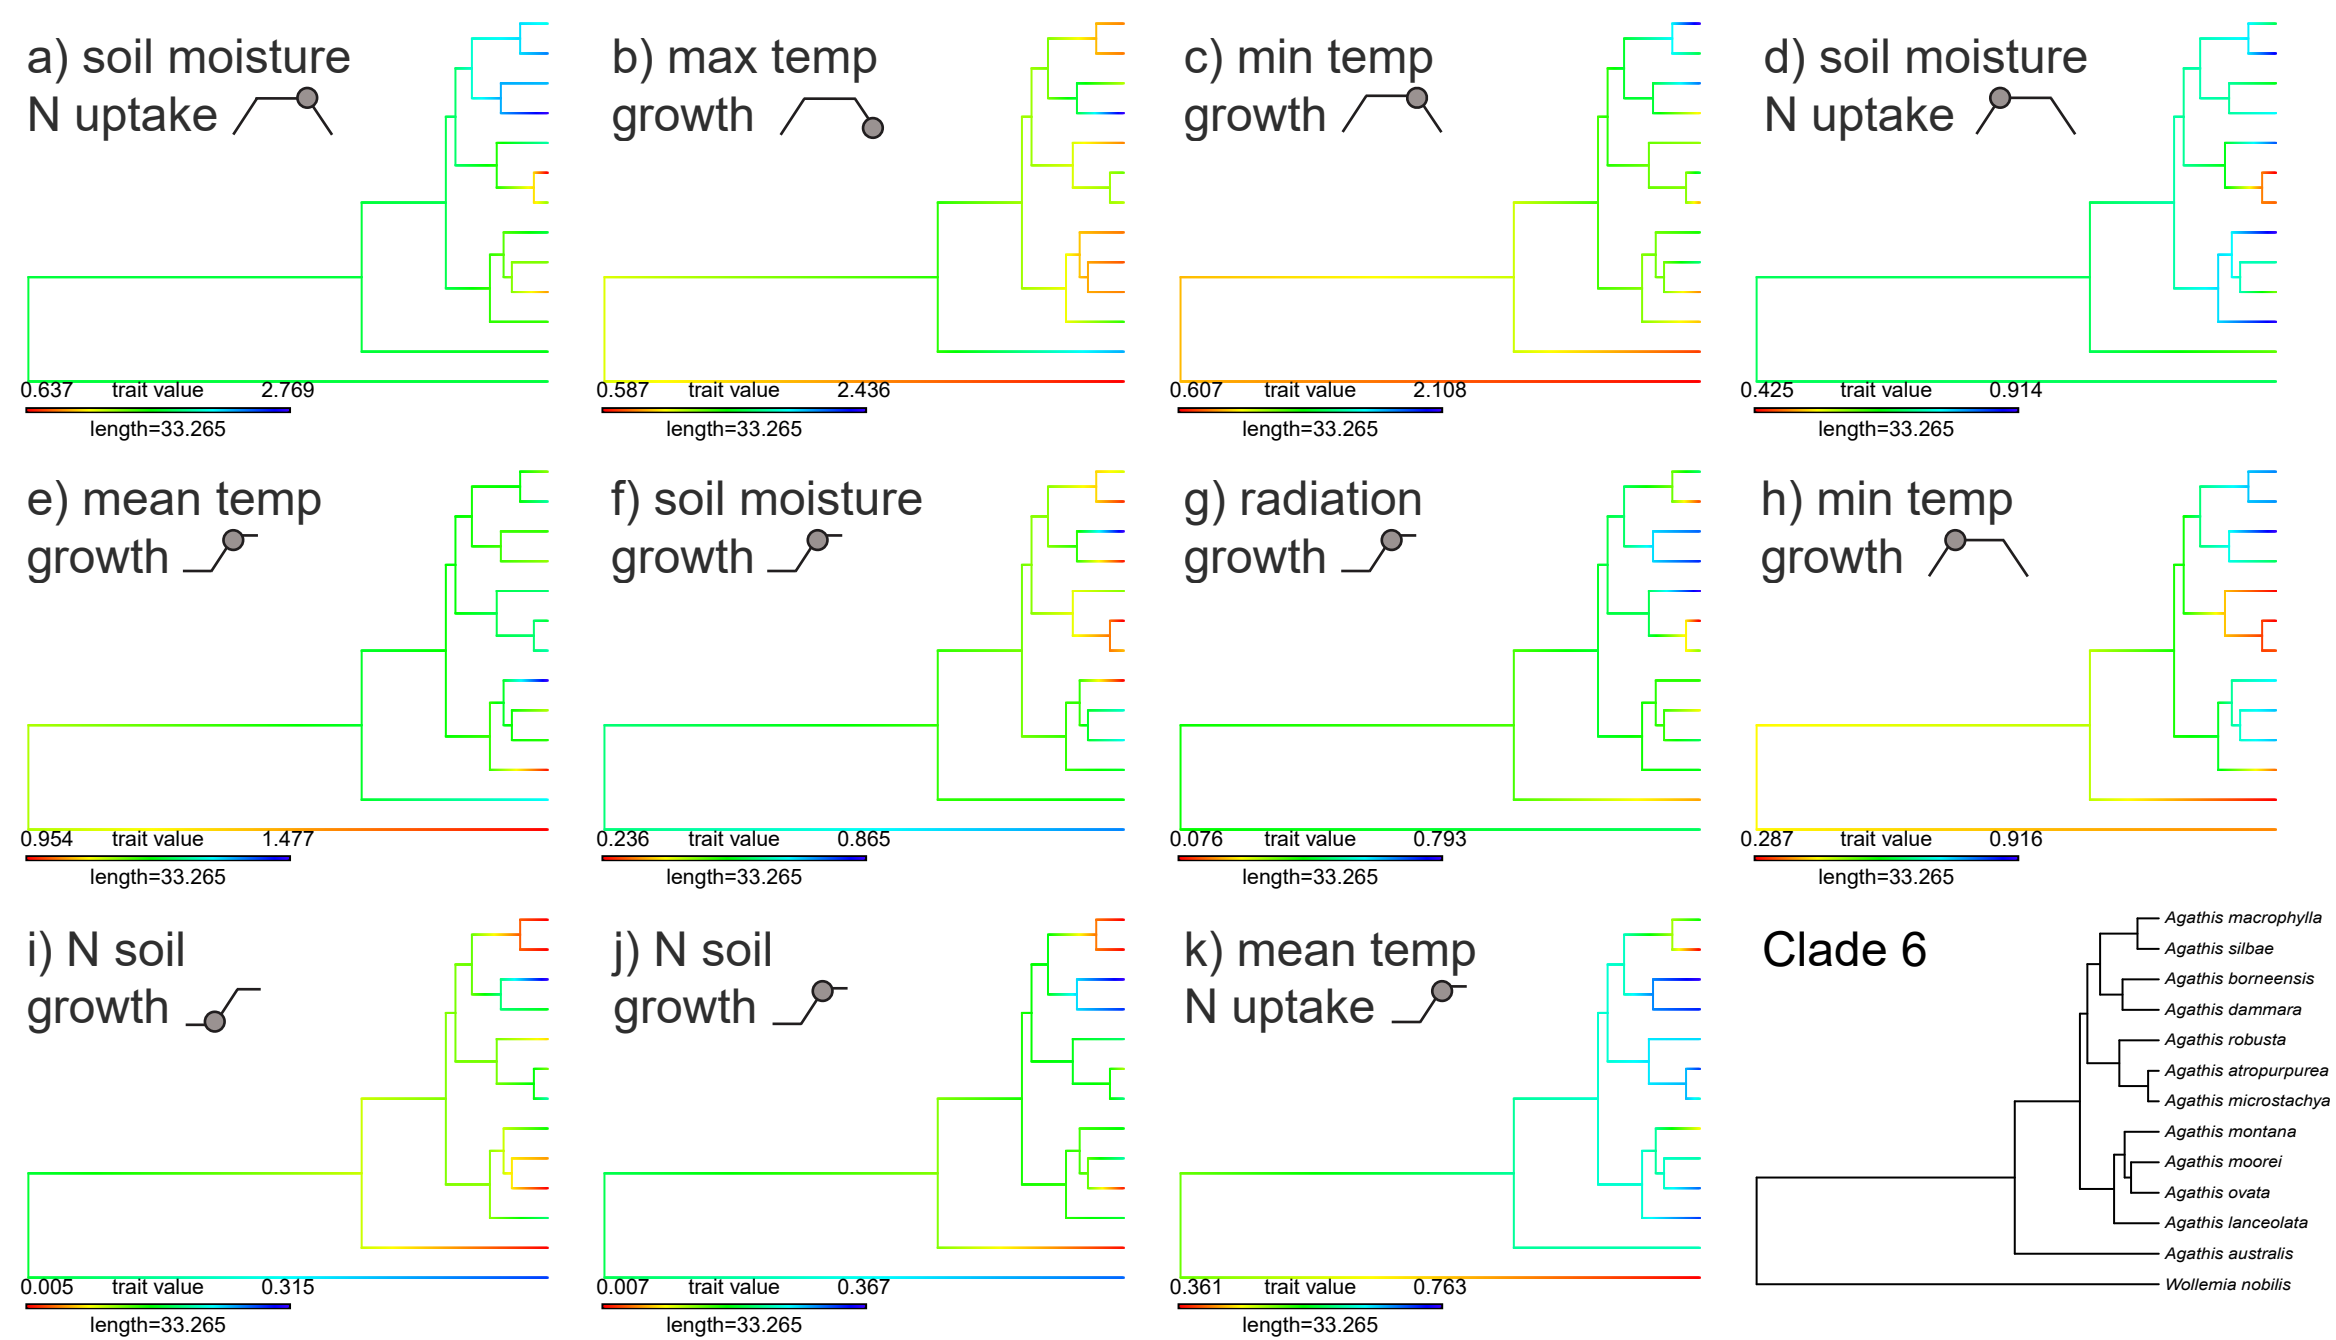 a) soil moisture
N uptake
0.637 trait value 2.769
length=33.265
b) max temp
growth
0.587 trait value 2.436
length=33.265
c) min temp
growth
0.607 trait value 2.108
length=33.265
d) soil moisture
N uptake
0.425 trait value 0.914
length=33.265
e) mean temp
growth
0.954 trait value 1.477
length=33.265
f) soil moisture
growth
0.236 trait value 0.865
length=33.265
g) radiation
growth
0.076 trait value 0.793
length=33.265
h) min temp
growth
0.287 trait value 0.916
length=33.265
i) N soil
growth
0.005 trait value 0.315
length=33.265
j) N soil
growth
0.007 trait value 0.367
length=33.265
k) mean temp
N uptake
0.361 trait value 0.763
length=33.265
Clade 6
Agathis macrophylla
Agathis silbae
Agathis borneensis
Agathis dammara
Agathis robusta
Agathis atropurpurea
Agathis microstachya
Agathis montana
Agathis moorei
Agathis ovata
Agathis lanceolata
Agathis australis
Wollemia nobilis